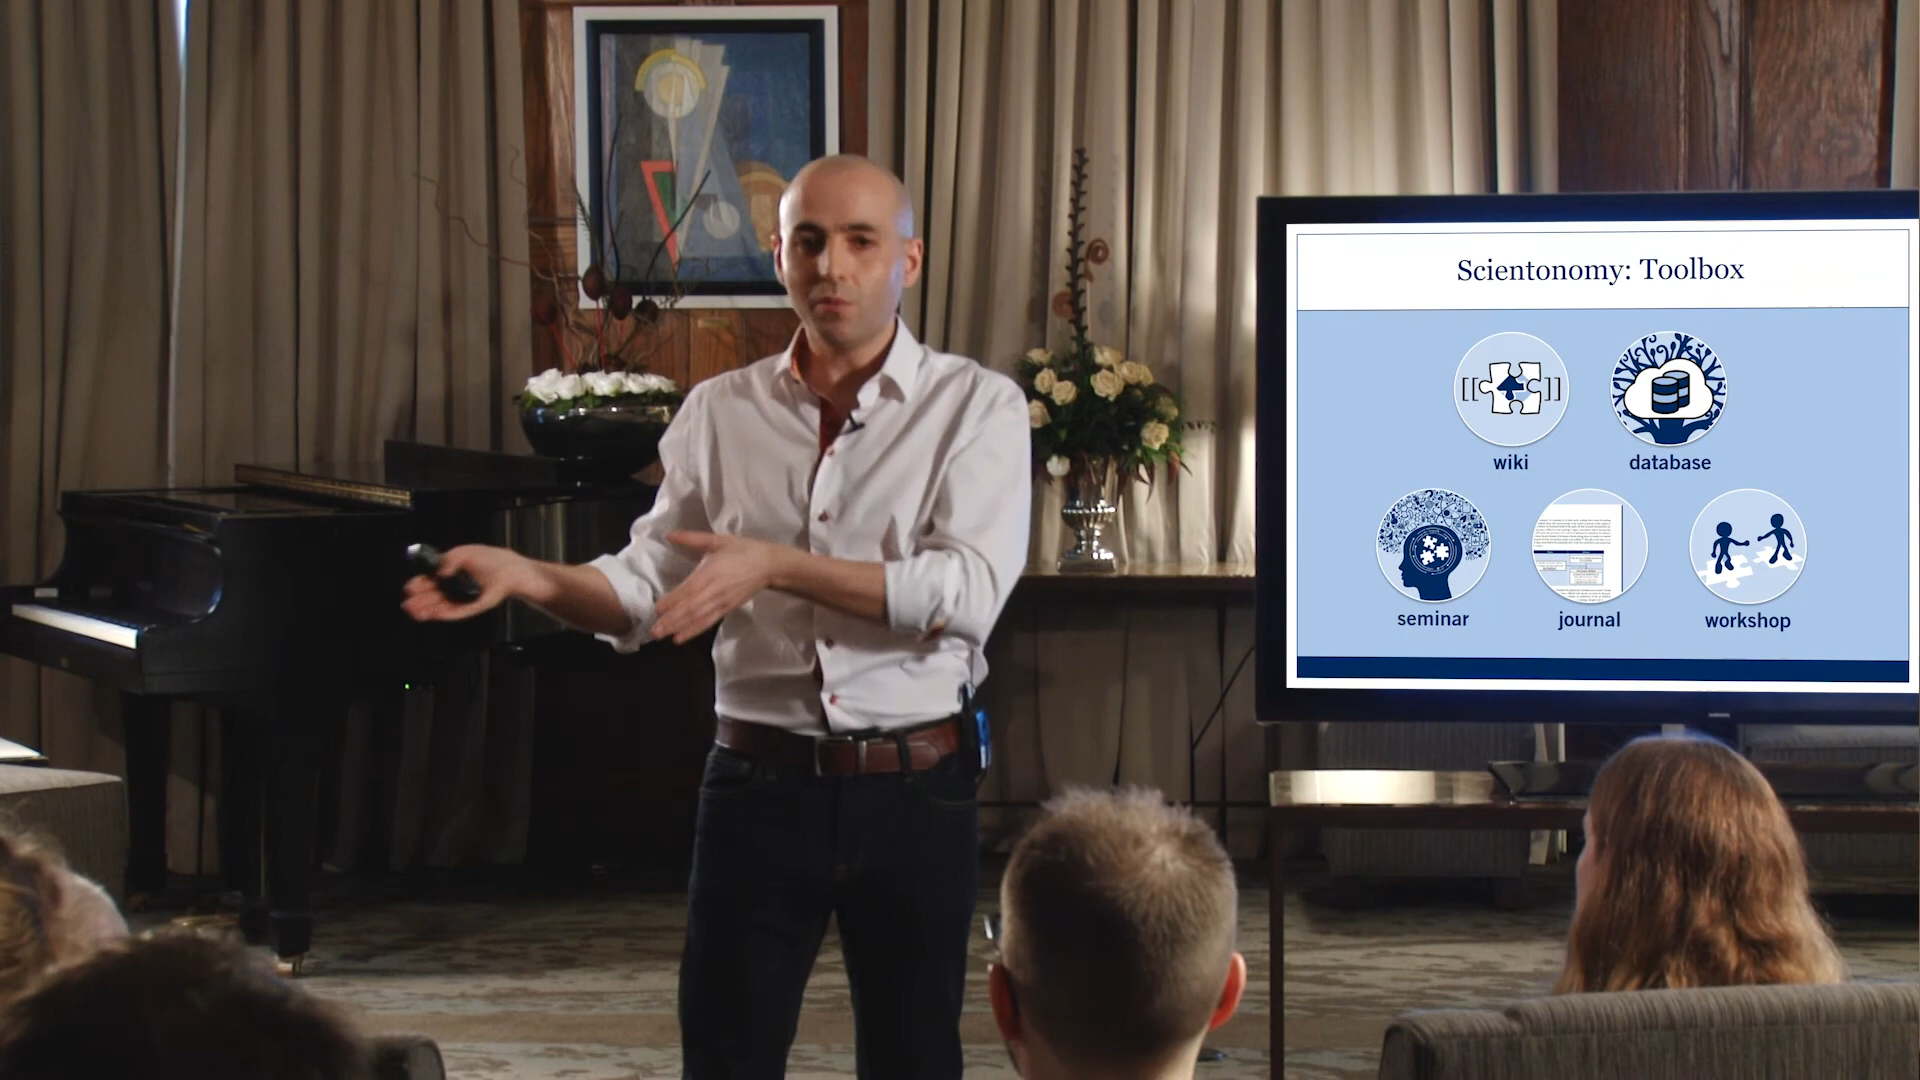 Scientonomy: Toolbox
[[ ]]
wiki
database
seminar
journal
workshop